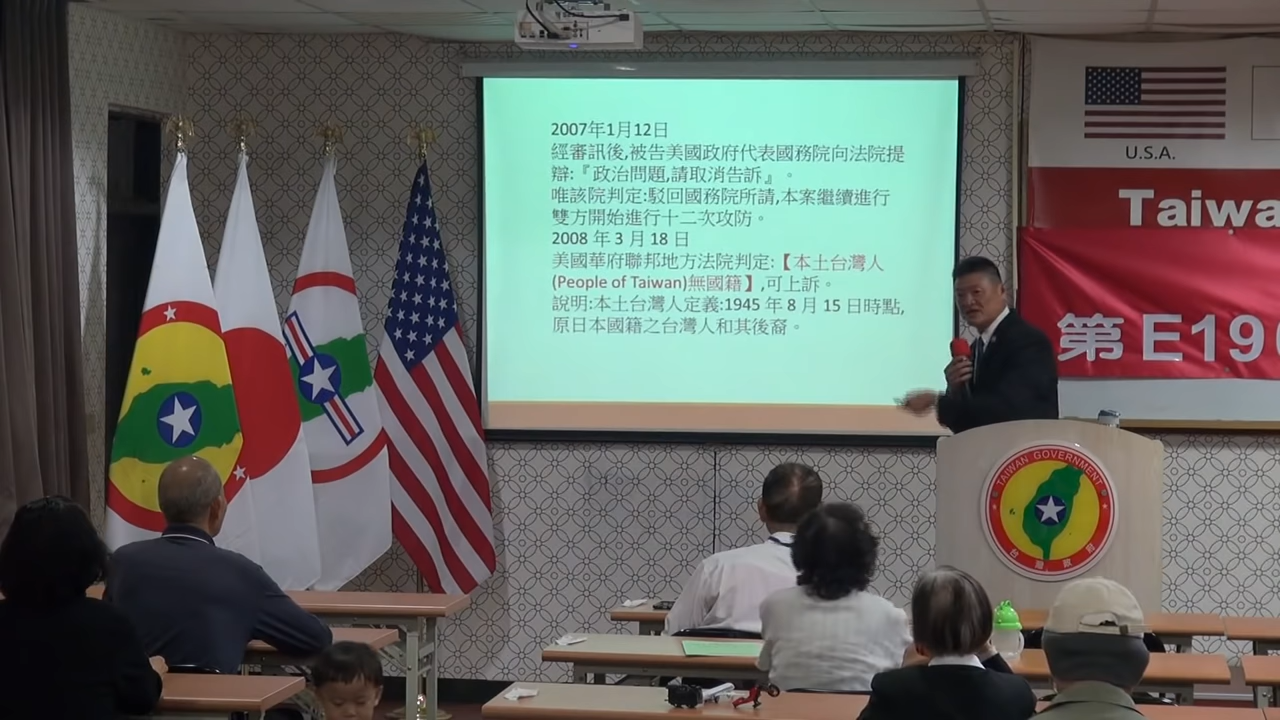 2007年1月12日
經審訊後,被告美國政府代表國務院向法院提
辯:『政治問題,請取消告訴』。
唯該院判定:駁回國務院所請,本案繼續進行
雙方開始進行十二次攻防。
2008 年 3 月 18 日
美國華府聯邦地方法院判定:【本土台灣人
(People of Taiwan)無國籍】,可上訴。
說明:本土台灣人定義:1945 年 8 月 15 日時點,
原日本國籍之台灣人和其後裔。
U.S.A.
Taiwa
第 E19
TAIWAN GOVERNMENT
台灣政府